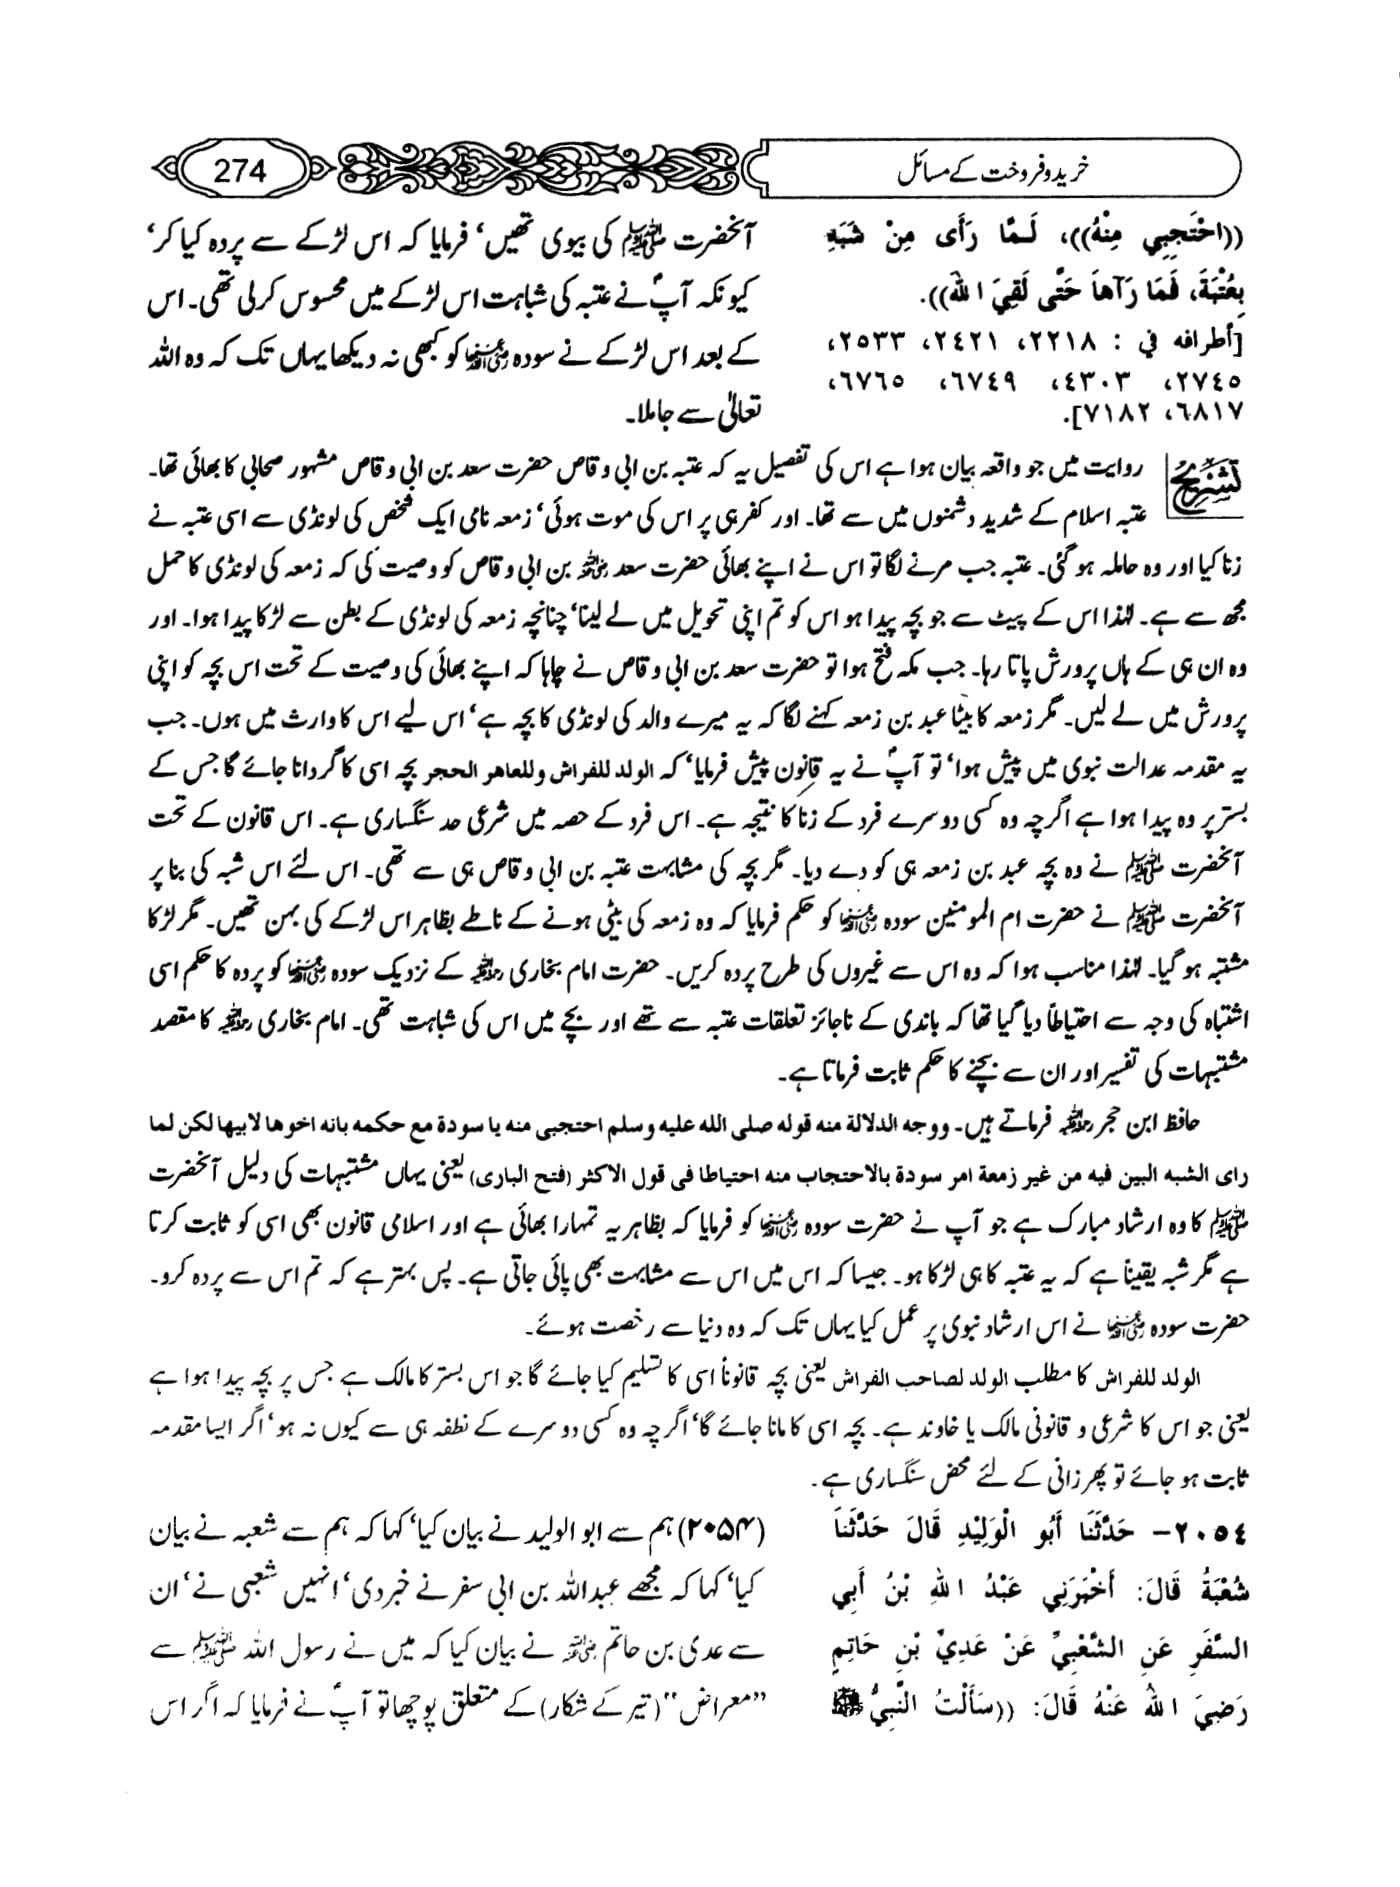 خرید و فروخت کے مسائل
274
((احْتَجِبِي مِنْهُ))، لَمَّا رَأَى مِنْ شَبَهِهِ
بِعُتْبَةَ، فَمَا رَآهَا حَتَّى لَقِيَ اللهَ)).
[أطرافه في : ٢٢١٨، ٢٤٢١، ٢٥٣٣،
٢٧٤٥، ٤٣٠٣، ٦٧٤٩، ٦٧٦٥،
٦٨١٧، ٧١٨٢].
آنحضرت ﷺ کی بیوی تھیں‘ فرمایا کہ اس لڑکے سے پردہ کیا کر‘
کیونکہ آپؐ نے عتبہ کی شباہت اس لڑکے میں محسوس کرلی تھی۔ اس
کے بعد اس لڑکے نے سودہ رضی اللہ عنہا کو کبھی نہ دیکھا یہاں تک کہ وہ اللہ
تعالیٰ سے جا ملا۔
تشریح
روایت میں جو واقعہ بیان ہوا ہے اس کی تفصیل یہ کہ عتبہ بن ابی وقاص حضرت سعد بن ابی وقاص مشہور صحابی کا بھائی تھا۔
عتبہ اسلام کے شدید دشمنوں میں سے تھا۔ اور کفر ہی پر اس کی موت ہوئی‘ زمعہ نامی ایک شخص کی لونڈی سے اسی عتبہ نے
زنا کیا اور وہ حاملہ ہو گئی۔ عتبہ جب مرنے لگا تو اس نے اپنے بھائی حضرت سعد رضی اللہ عنہ بن ابی وقاص کو وصیت کی کہ زمعہ کی لونڈی کا حمل
مجھ سے ہے۔ لہٰذا اس کے پیٹ سے جو بچہ پیدا ہو اس کو تم اپنی تحویل میں لے لینا‘ چنانچہ زمعہ کی لونڈی کے بطن سے لڑکا پیدا ہوا۔ اور
وہ ان ہی کے ہاں پرورش پاتا رہا۔ جب مکہ فتح ہوا تو حضرت سعد بن ابی وقاص نے چاہا کہ اپنے بھائی کی وصیت کے تحت اس بچہ کو اپنی
پرورش میں لے لیں۔ مگر زمعہ کا بیٹا عبد بن زمعہ کہنے لگا کہ یہ میرے والد کی لونڈی کا بچہ ہے‘ اس لیے اس کا وارث میں ہوں۔ جب
یہ مقدمہ عدالت نبوی میں پیش ہوا‘ تو آپؐ نے یہ قانون پیش فرمایا‘ کہ الولد للفراش وللعاهر الحجر بچہ اسی کا گردانا جائے گا جس کے
بستر پر وہ پیدا ہوا ہے اگرچہ وہ کسی دوسرے فرد کے زنا کا نتیجہ ہے۔ اس فرد کے حصہ میں شرعی حد سنگساری ہے۔ اس قانون کے تحت
آنحضرت ﷺ نے وہ بچہ عبد بن زمعہ ہی کو دے دیا۔ مگر بچہ کی مشابہت عتبہ بن ابی وقاص ہی سے تھی۔ اس لئے اس شبہ کی بنا پر
آنحضرت ﷺ نے حضرت ام المومنین سودہ رضی اللہ عنہا کو حکم فرمایا کہ وہ زمعہ کی بیٹی ہونے کے ناطے بظاہر اس لڑکے کی بہن تھیں۔ مگر لڑکا
مشتبہ ہو گیا۔ لہٰذا مناسب ہوا کہ وہ اس سے غیروں کی طرح پردہ کریں۔ حضرت امام بخاری رحمہ اللہ کے نزدیک سودہ رضی اللہ عنہا کو پردہ کا حکم اسی
اشتباہ کی وجہ سے احتیاطاً دیا گیا تھا کہ باندی کے ناجائز تعلقات عتبہ سے تھے اور بچے میں اس کی شباہت تھی۔ امام بخاری رحمہ اللہ کا مقصد
مشتبہات کی تفسیر اور ان سے بچنے کا حکم ثابت فرمانا ہے۔
حافظ ابن حجر رحمہ اللہ فرماتے ہیں۔ ووجه الدلالة منه قوله صلی الله علیه وسلم احتجبی منه یا سودة مع حکمه بانه اخوها لابیها لکن لما
رای الشبه البین فیه من غیر زمعة امر سودة بالاحتجاب منه احتیاطا فی قول الاکثر (فتح الباری) یعنی یہاں مشتبہات کی دلیل آنحضرت
ﷺ کا وہ ارشاد مبارک ہے جو آپ نے حضرت سودہ رضی اللہ عنہا کو فرمایا کہ بظاہر یہ تمہارا بھائی ہے اور اسلامی قانون بھی اسی کو ثابت کرتا
ہے مگر شبہ یقیناً ہے کہ یہ عتبہ کا ہی لڑکا ہو۔ جیسا کہ اس میں اس سے مشابہت بھی پائی جاتی ہے۔ پس بہتر ہے کہ تم اس سے پردہ کرو۔
حضرت سودہ رضی اللہ عنہا نے اس ارشاد نبوی پر عمل کیا یہاں تک کہ وہ دنیا سے رخصت ہوئے۔
الولد للفراش کا مطلب الولد لصاحب الفراش یعنی بچہ قانوناً اسی کا تسلیم کیا جائے گا جو اس بستر کا مالک ہے جس پر بچہ پیدا ہوا ہے
یعنی جو اس کا شرعی و قانونی مالک یا خاوند ہے۔ بچہ اسی کا مانا جائے گا‘ اگرچہ وہ کسی دوسرے کے نطفہ ہی سے کیوں نہ ہو‘ اگر ایسا مقدمہ
ثابت ہو جائے تو پھر زانی کے لئے محض سنگساری ہے۔
٢٠٥٤- حَدَّثَنَا أَبُو الْوَلِيْدِ قَالَ حَدَّثَنَا
شُعْبَةُ قَالَ: أَخْبَرَنِي عَبْدُ اللهِ بْنُ أَبِي
السَّفَرِ عَنِ الشَّعْبِيِّ عَنْ عَدِيِّ بْنِ حَاتِمٍ
رَضِيَ اللهُ عَنْهُ قَالَ: ((سَأَلْتُ النَّبِيَّ ﷺ
(۲۰۵۴) ہم سے ابو الولید نے بیان کیا‘ کہا کہ ہم سے شعبہ نے بیان
کیا‘ کہا کہ مجھے عبداللہ بن ابی سفر نے خبر دی‘ انہیں شعبی نے‘ ان
سے عدی بن حاتم رضی اللہ عنہ نے بیان کیا کہ میں نے رسول اللہ ﷺ سے
”معراض“ (تیر کے شکار) کے متعلق پوچھا تو آپؐ نے فرمایا کہ اگر اس